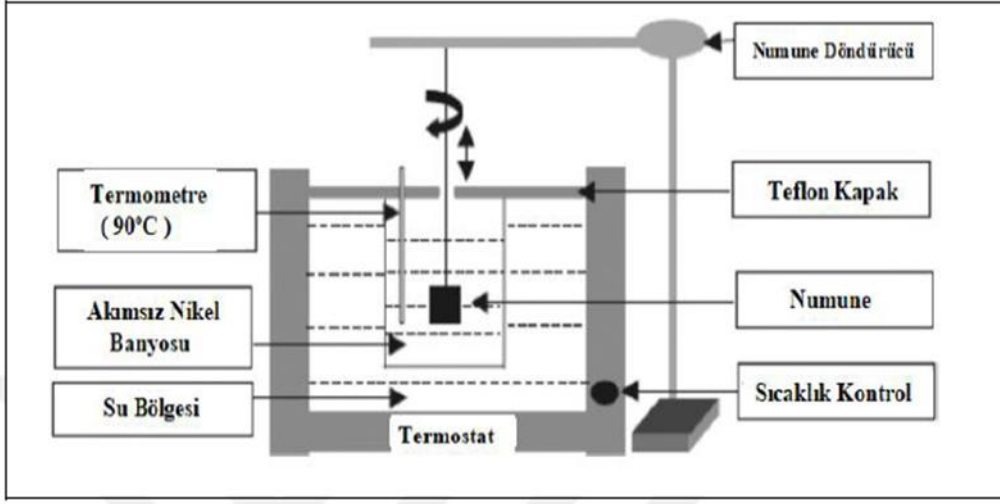 Numune Döndürücü
Termometre
( 90°C )
Teflon Kapak
Akımsız Nikel
Banyosu
Numune
Su Bölgesi
Sıcaklık Kontrol
Termostat